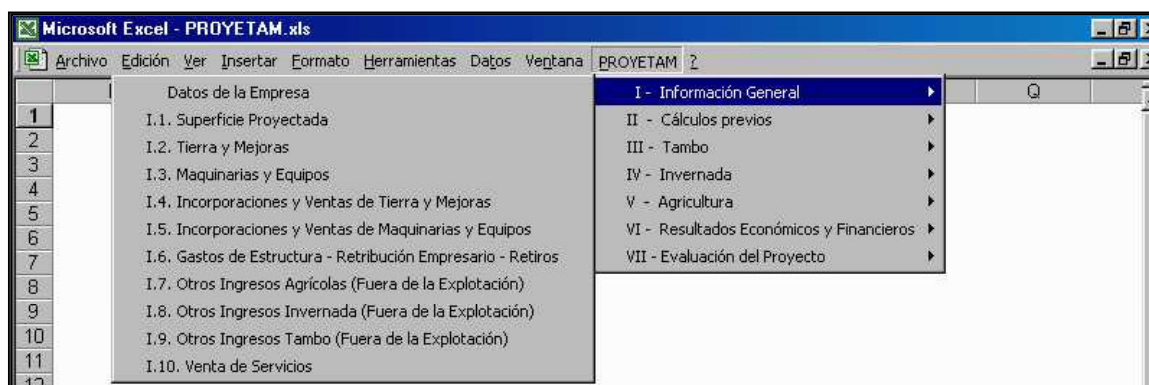 Microsoft Excel - PROYETAM.xls
Archivo Edición Ver Insertar Formato Herramientas Datos Ventana PROYETAM ?
Q
1
2
3
4
5
6
7
8
9
10
11
12
Datos de la Empresa
I.1. Superficie Proyectada
I.2. Tierra y Mejoras
I.3. Maquinarias y Equipos
I.4. Incorporaciones y Ventas de Tierra y Mejoras
I.5. Incorporaciones y Ventas de Maquinarias y Equipos
I.6. Gastos de Estructura - Retribución Empresario - Retiros
I.7. Otros Ingresos Agrícolas (Fuera de la Explotación)
I.8. Otros Ingresos Invernada (Fuera de la Explotación)
I.9. Otros Ingresos Tambo (Fuera de la Explotación)
I.10. Venta de Servicios
I - Información General
II - Cálculos previos
III - Tambo
IV - Invernada
V - Agricultura
VI - Resultados Económicos y Financieros
VII - Evaluación del Proyecto